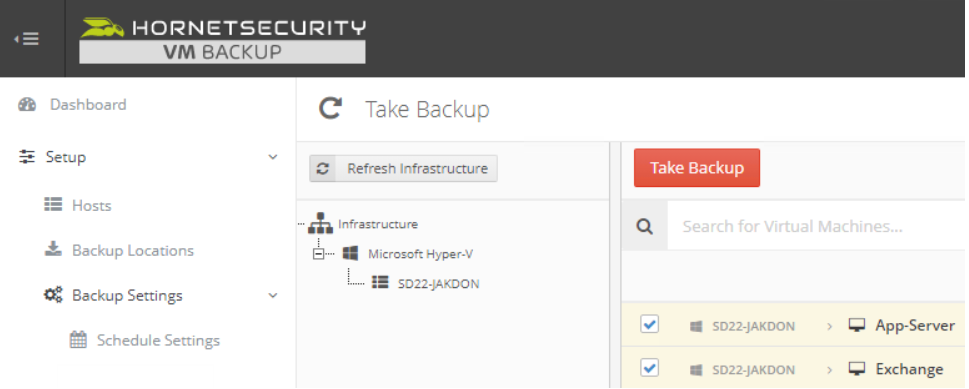 HORNETSECURITY
VM BACKUP
Dashboard
Setup
Hosts
Backup Locations
Backup Settings
Schedule Settings
Take Backup
Refresh Infrastructure
Infrastructure
Microsoft Hyper-V
SD22-JAKDON
Take Backup
Search for Virtual Machines...
SD22-JAKDON > App-Server
SD22-JAKDON > Exchange